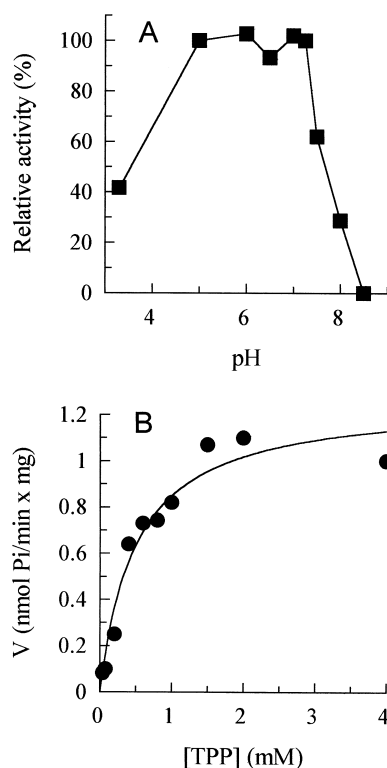 A
Relative activity (%)
100
80
60
40
20
0
4 6 8
pH
B
V (nmol Pi/min x mg)
1.2
1
0.8
0.6
0.4
0.2
0
0 1 2 3 4
[TPP] (mM)